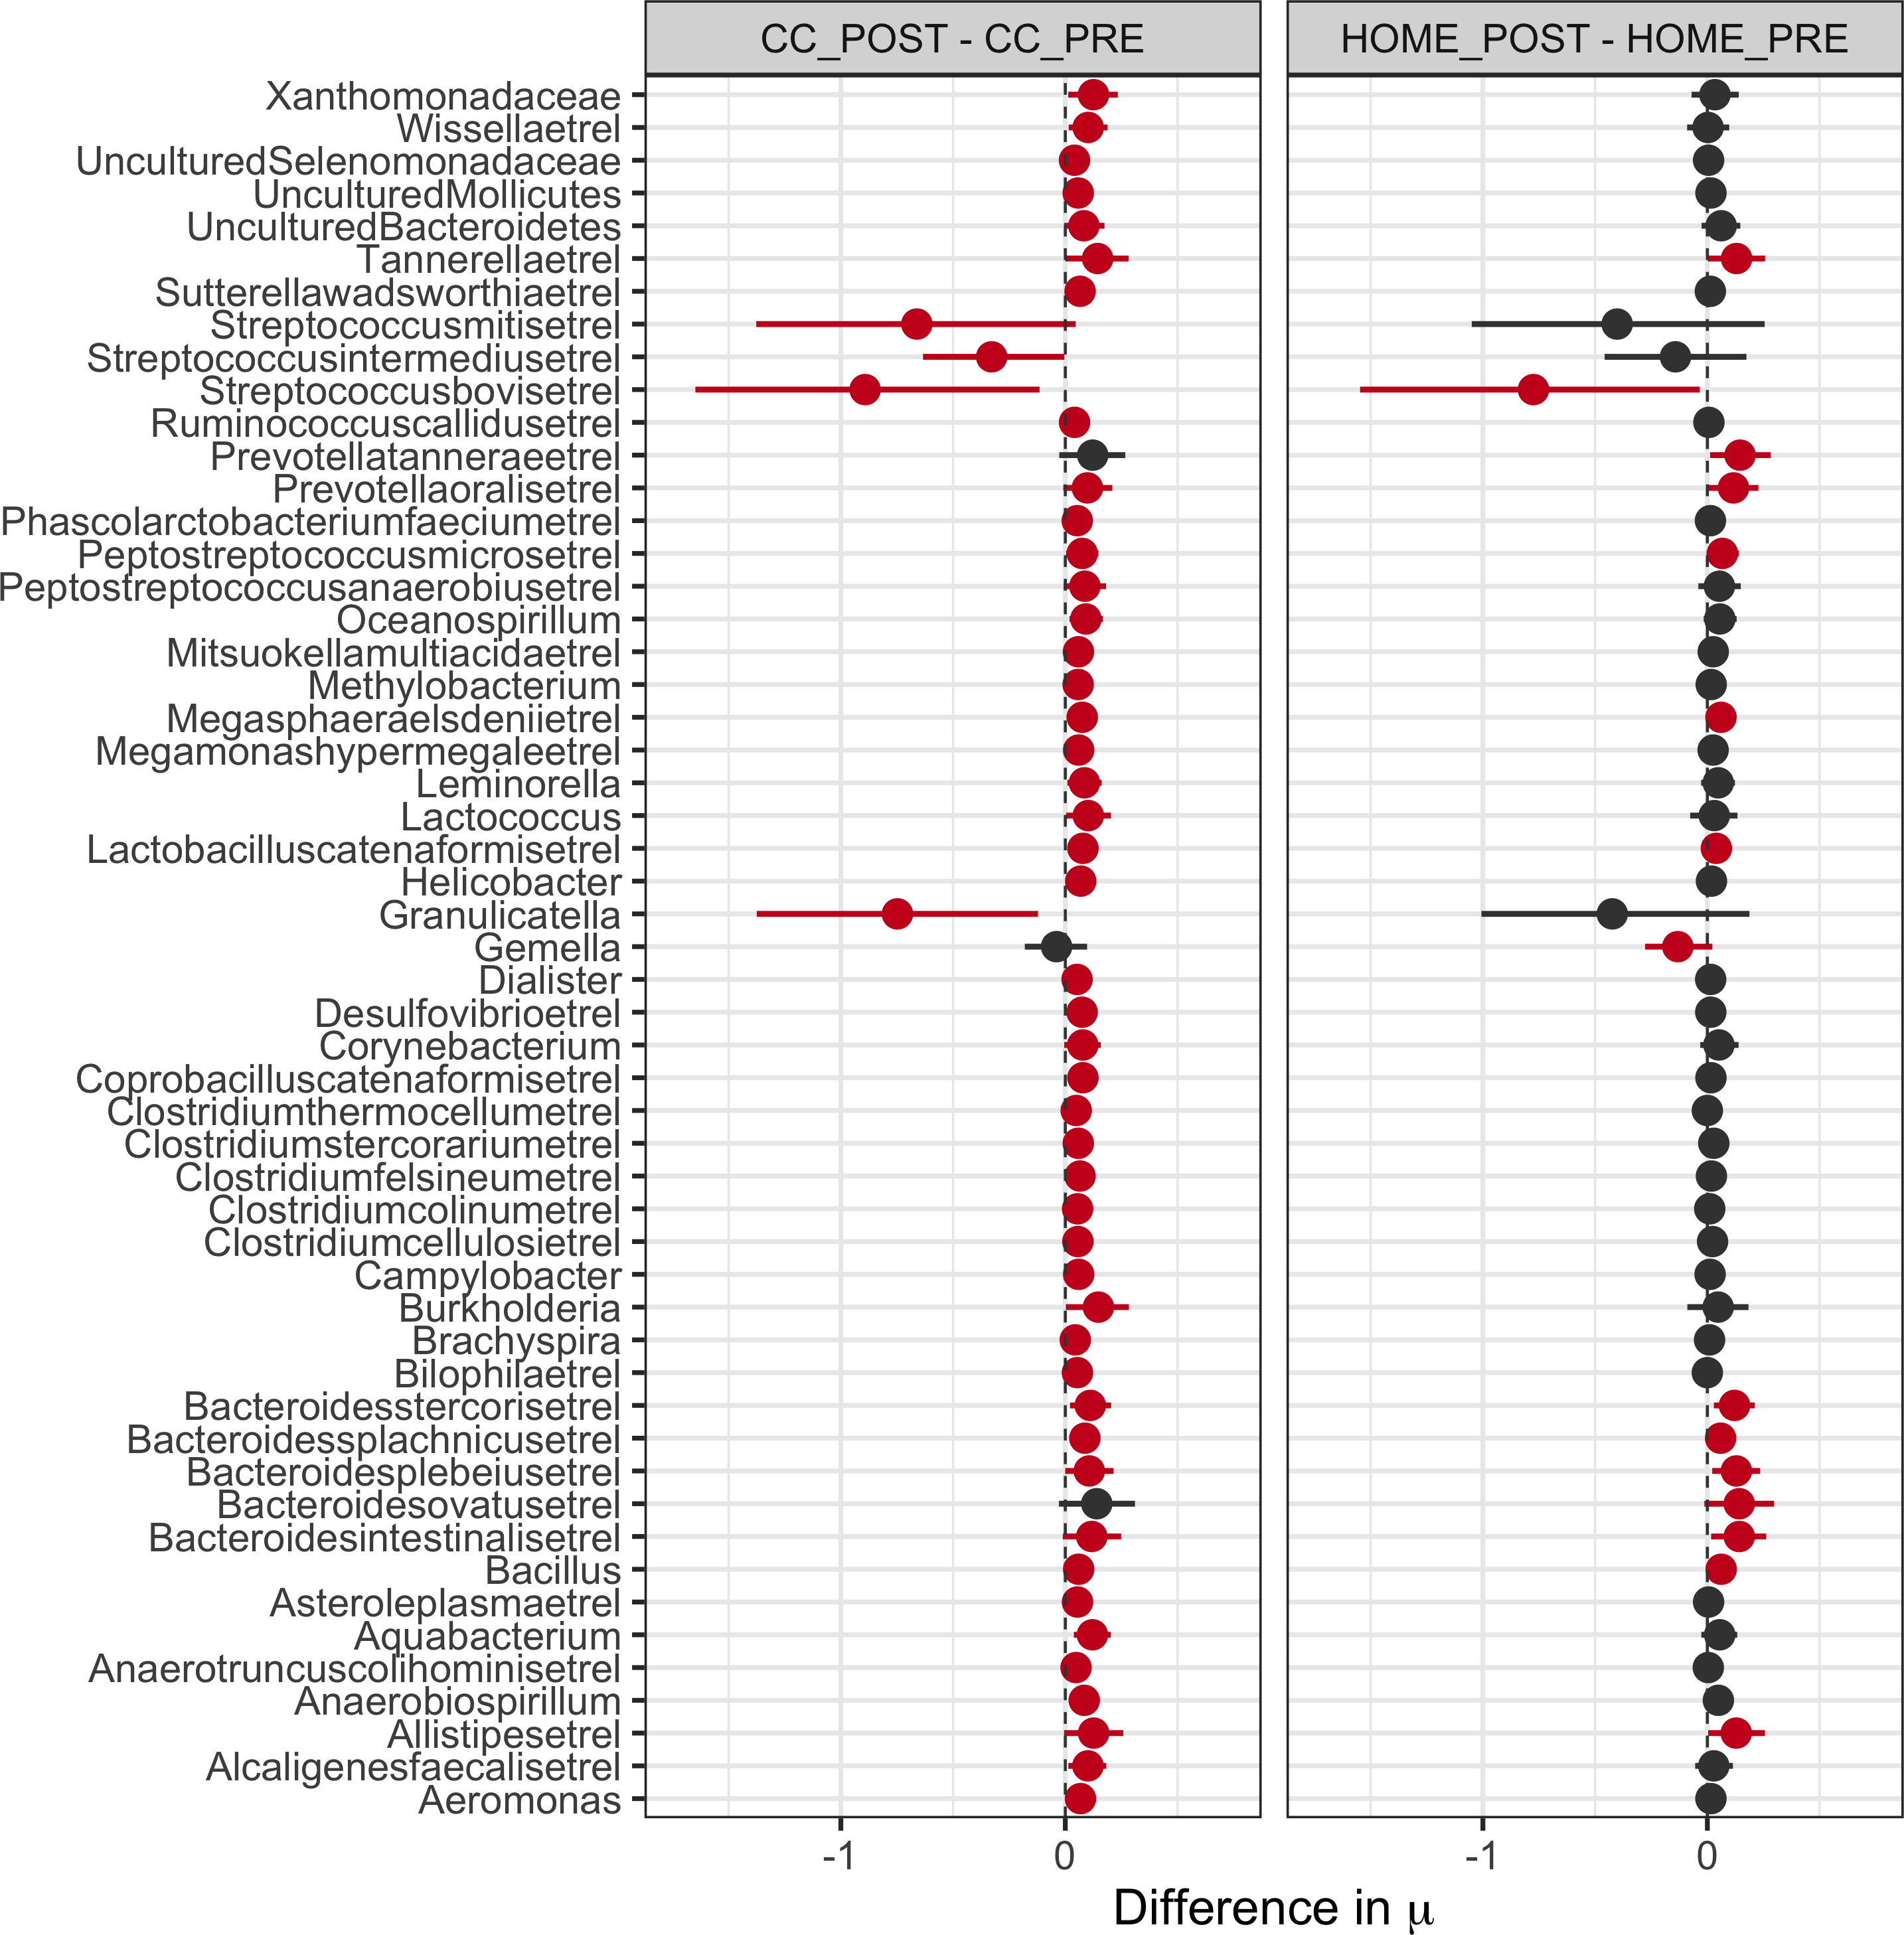 CC_POST - CC_PRE
HOME_POST - HOME_PRE
Xanthomonadaceae
Wissellaetrel
UnculturedSelenomonadaceae
UnculturedMollicutes
UnculturedBacteroidetes
Tannerellaetrel
Sutterellawadsworthiaetrel
Streptococcusmitisetrel
Streptococcusintermediusetrel
Streptococcusbovisetrel
Ruminococcuscallidusetrel
Prevotellatanneraeetrel
Prevotellaoralisetrel
Phascolarctobacteriumfaeciumetrel
Peptostreptococcusmicrosetrel
Peptostreptococcusanaerobiusetrel
Oceanospirillum
Mitsuokellamultiacidaetrel
Methylobacterium
Megasphaeraelsdeniietrel
Megamonashypermegaleetrel
Leminorella
Lactococcus
Lactobacilluscatenaformisetrel
Helicobacter
Granulicatella
Gemella
Dialister
Desulfovibrioetrel
Corynebacterium
Coprobacilluscatenaformisetrel
Clostridiumthermocellumetrel
Clostridiumstercorariumetrel
Clostridiumfelsineumetrel
Clostridiumcolinumetrel
Clostridiumcellulosietrel
Campylobacter
Burkholderia
Brachyspira
Bilophilaetrel
Bacteroidesstercorisetrel
Bacteroidessplachnicusetrel
Bacteroidesplebeiusetrel
Bacteroidesovatusetrel
Bacteroidesintestinalisetrel
Bacillus
Asteroleplasmaetrel
Aquabacterium
Anaerotruncuscolihominisetrel
Anaerobiospirillum
Allistipesetrel
Alcaligenesfaecalisetrel
Aeromonas
-1 0 -1 0
Difference in μ